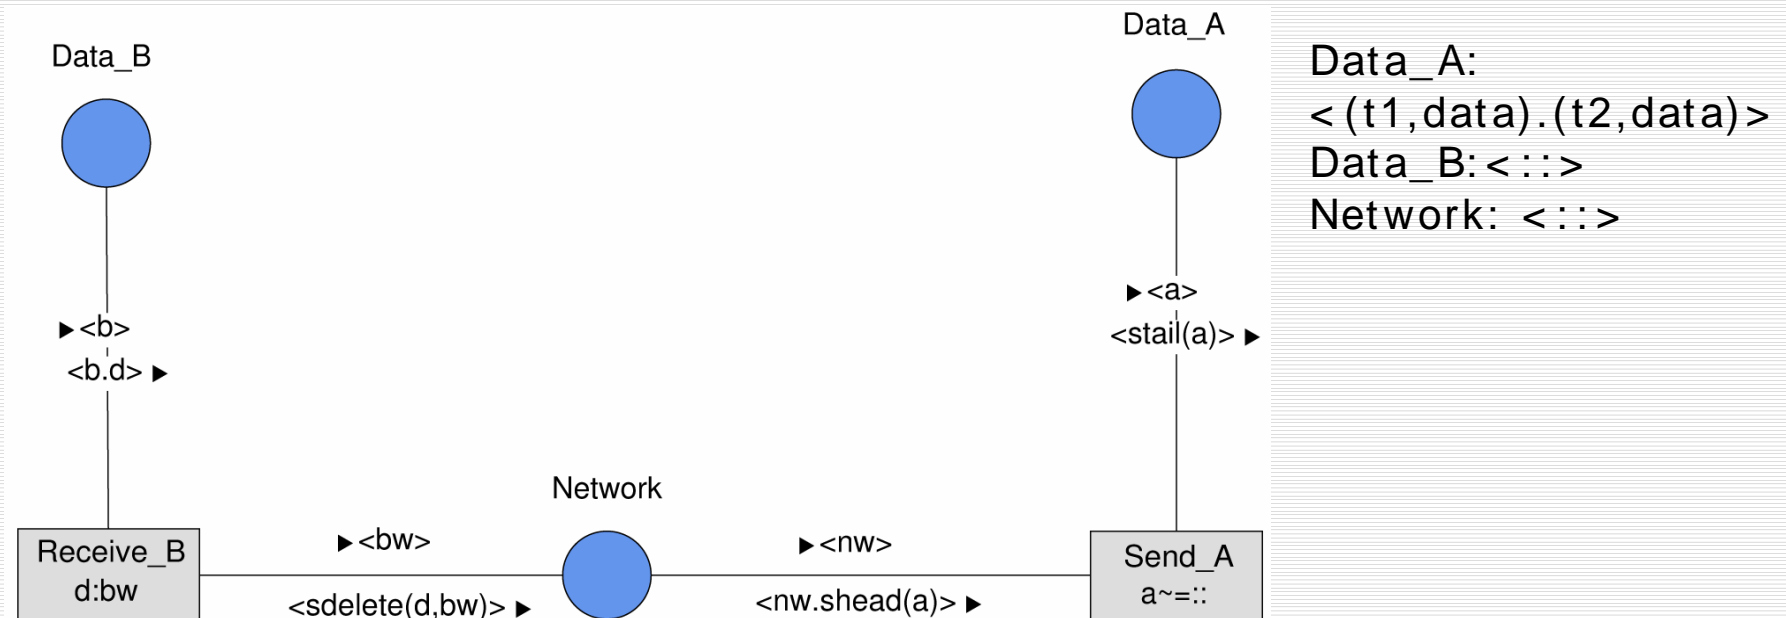 Data_B
Data_A
Data_A:
<(t1,data).(t2,data)>
Data_B:<::>
Network: <::>
▶<a>
<stail(a)> ▶
▶<b>
<b.d> ▶
Network
Receive_B
d:bw
▶<bw>
<sdelete(d,bw)> ▶
▶<nw>
<nw.shead(a)> ▶
Send_A
a~=::